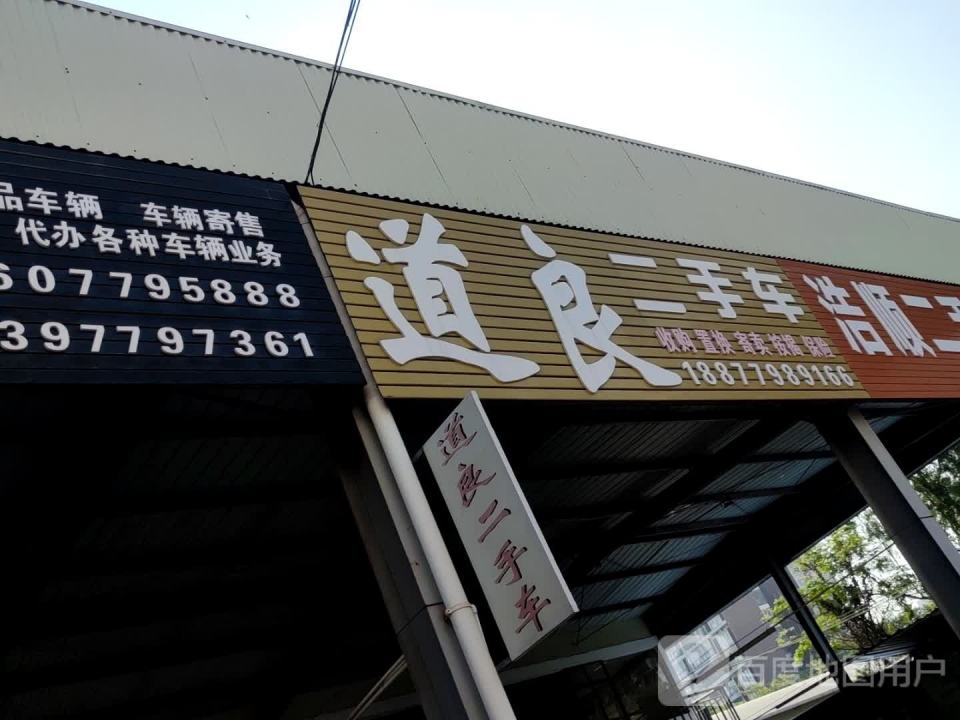 品车辆 车辆寄售
代办各种车辆业务
607795888
397797361
道良二手车
收购 置换 寄卖 按揭 保险
18877989166
浩顺二手
道良二手车
百度地图用户